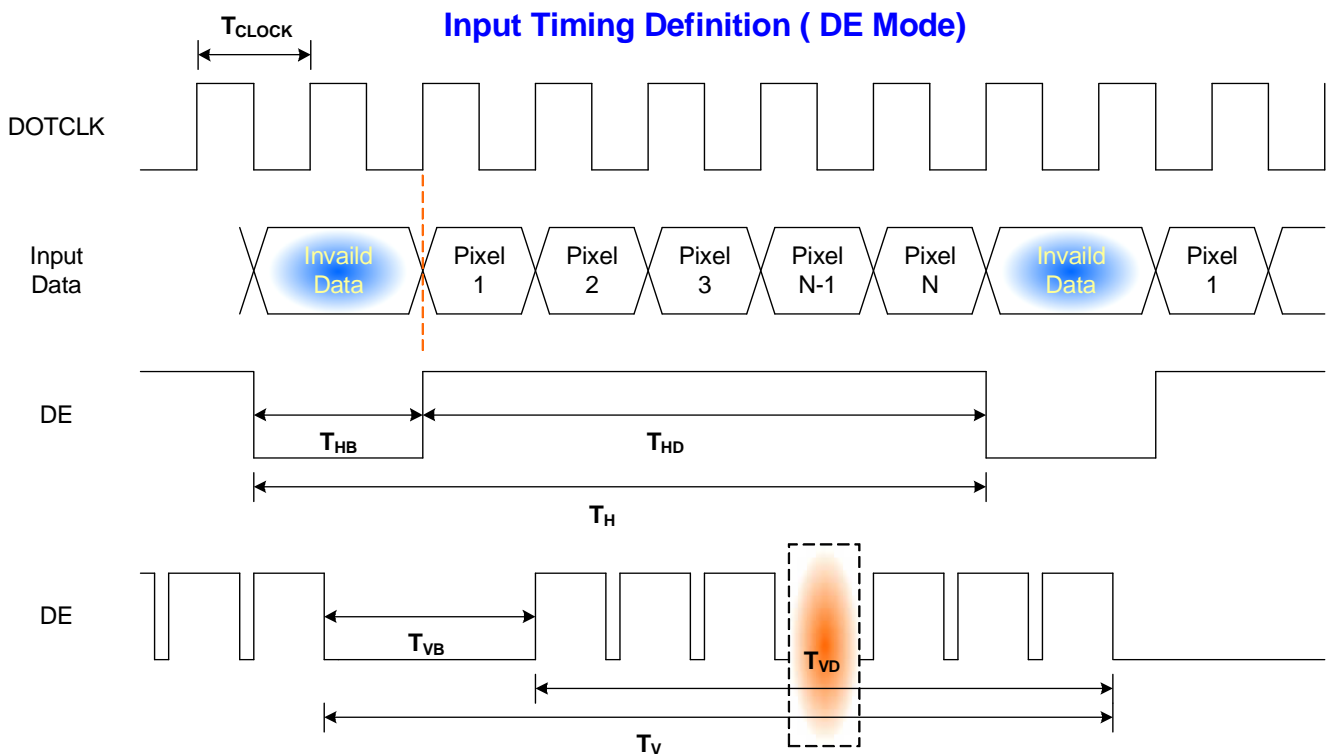 Input Timing Definition ( DE Mode)
TCLOCK
DOTCLK
Input
Data
Invaild
Data
Pixel
1
Pixel
2
Pixel
3
Pixel
N-1
Pixel
N
Invaild
Data
Pixel
1
DE
THB
THD
TH
DE
TVB
TVD
TV